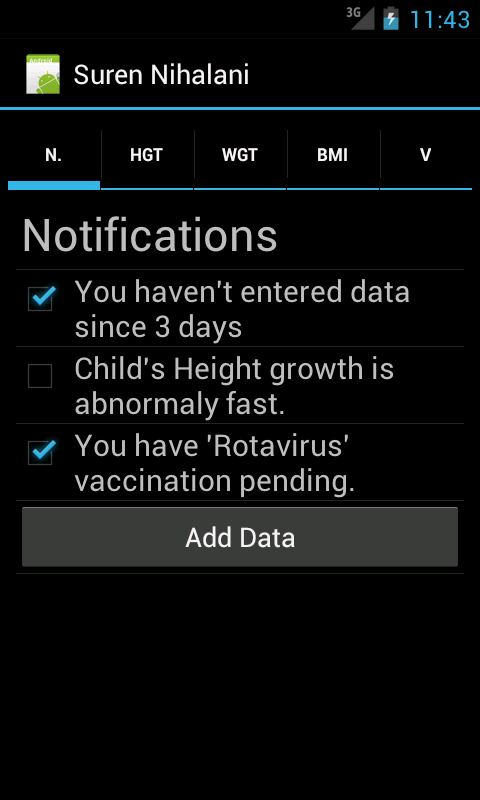 3G 11:43
Android
Suren Nihalani
N. HGT WGT BMI V
Notifications
You haven't entered data
since 3 days
Child's Height growth is
abnormaly fast.
You have 'Rotavirus'
vaccination pending.
Add Data